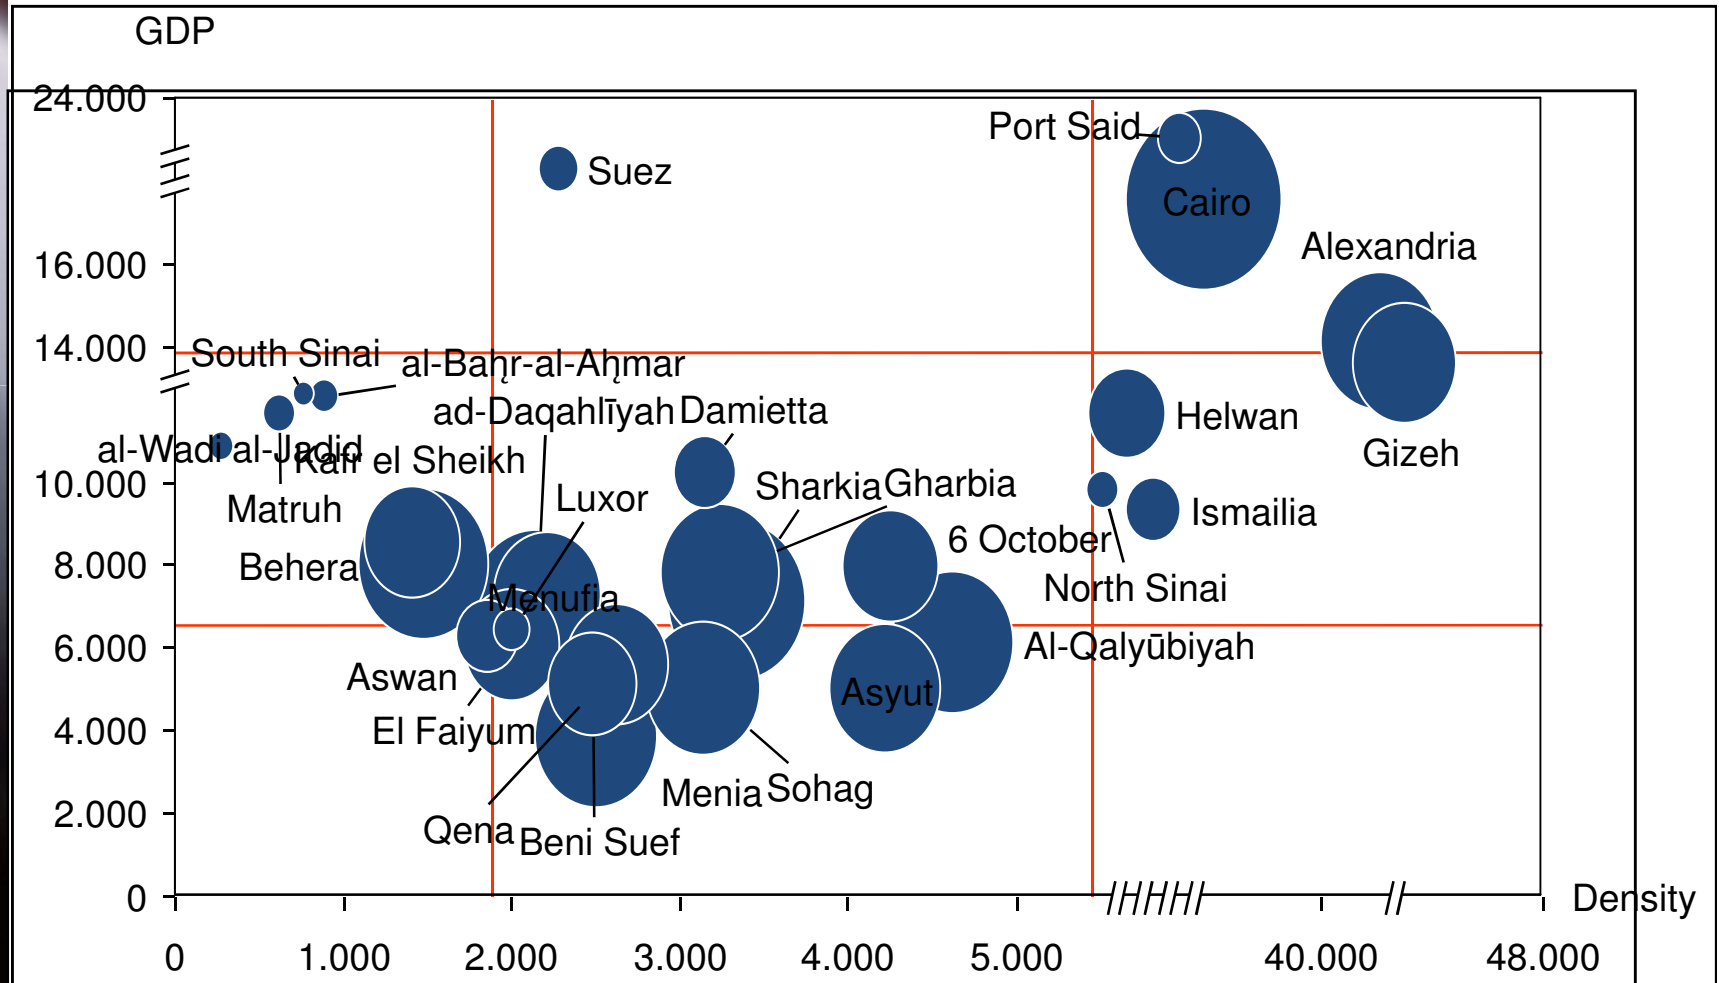 GDP
24.000
Port Said
Suez
Cairo
Alexandria
16.000
14.000
South Sinai
al-Baḩr-al-Aḩmar
ad-Daqahlīyah
Damietta
Helwan
al-Wadi al-Jadid
Kafr el Sheikh
Gizeh
10.000
Sharkia
Gharbia
Luxor
Matruh
Ismailia
6 October
8.000
Behera
North Sinai
Menufia
6.000
Al-Qalyūbiyah
Aswan
Asyut
4.000
El Faiyum
Menia
Sohag
2.000
Qena
Beni Suef
0
Density
0
1.000
2.000
3.000
4.000
5.000
40.000
48.000